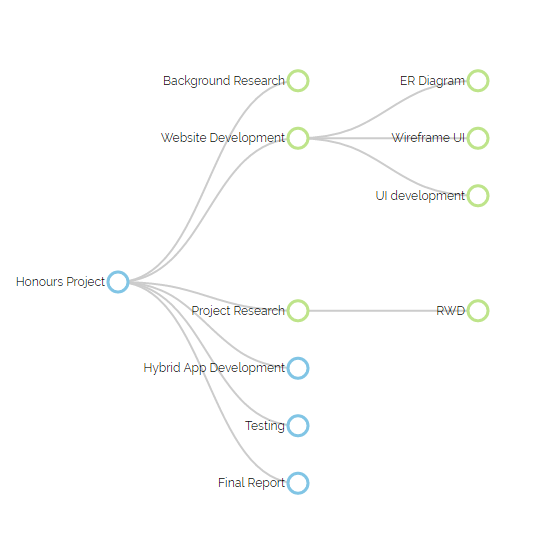 Background Research
ER Diagram
Website Development
Wireframe UI
UI development
Honours Project
Project Research
RWD
Hybrid App Development
Testing
Final Report